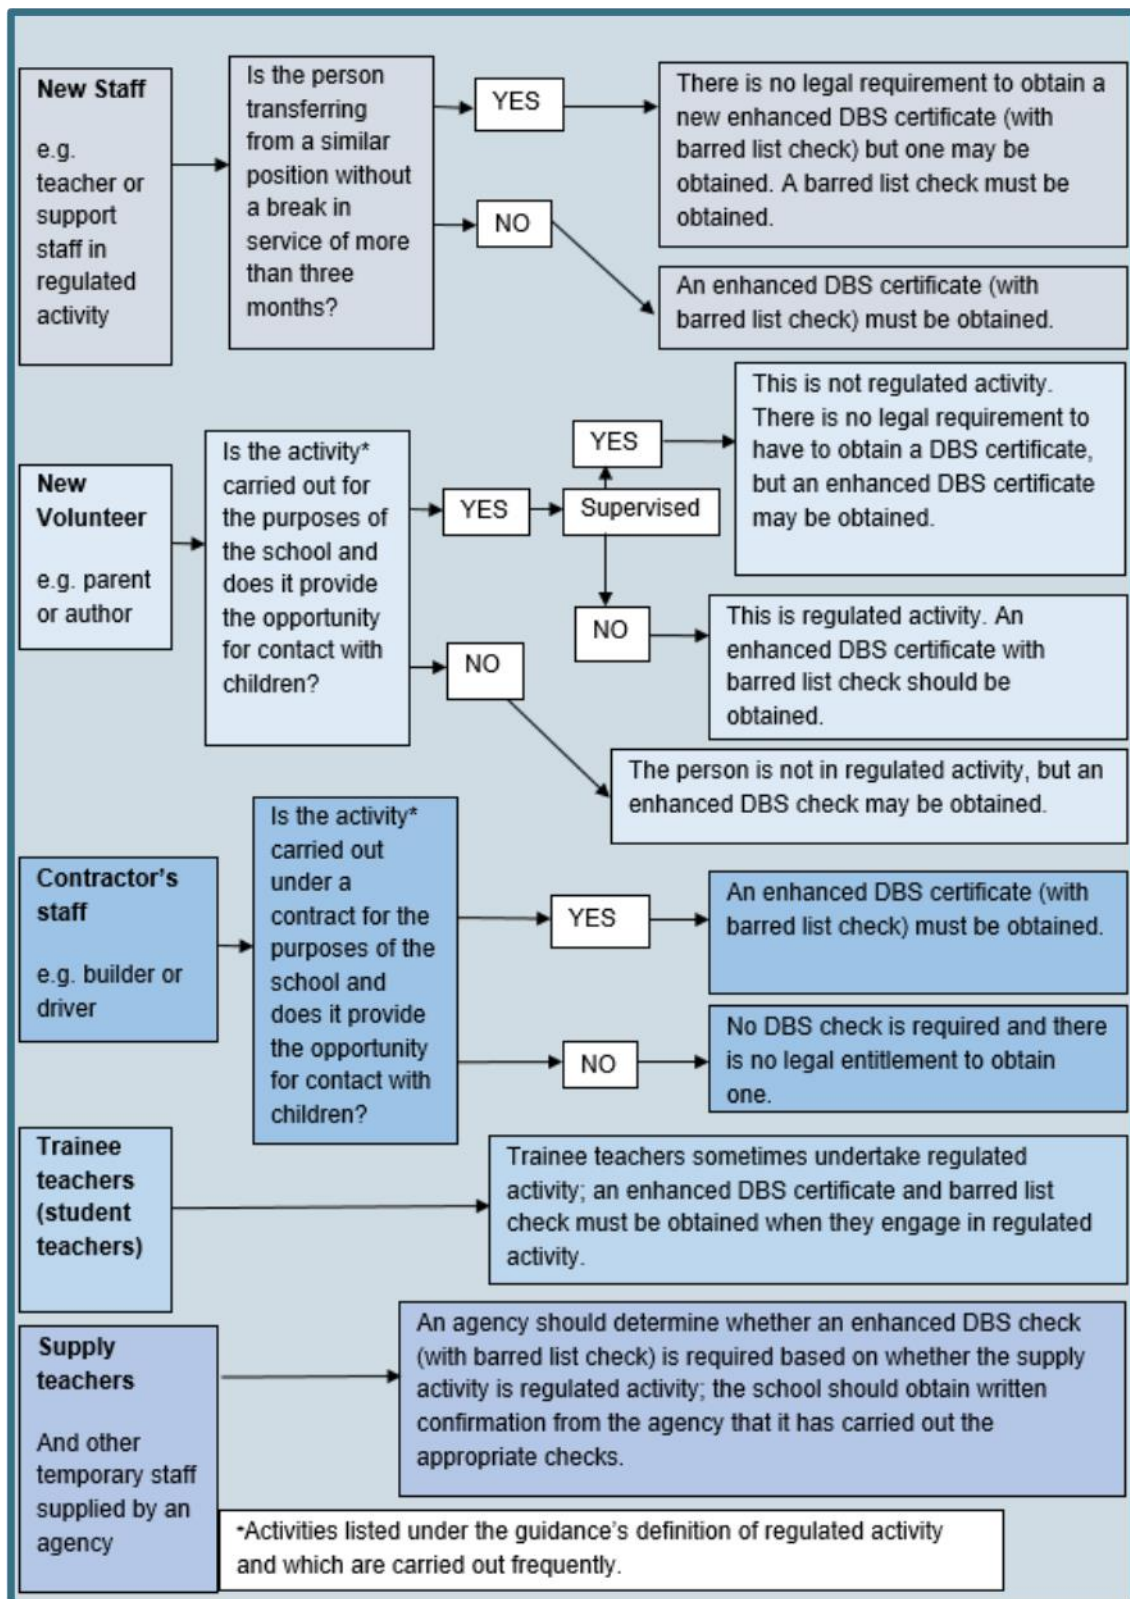 New Staff
e.g.
teacher or
support
staff in
regulated
activity
Is the person
transferring
from a similar
position without
a break in
service of more
than three
months?
YES
There is no legal requirement to obtain a
new enhanced DBS certificate (with
barred list check) but one may be
obtained. A barred list check must be
obtained.
NO
An enhanced DBS certificate (with
barred list check) must be obtained.
New
Volunteer
e.g. parent
or author
Is the activity*
carried out for
the purposes of
the school and
does it provide
the opportunity
for contact with
children?
YES
Supervised
YES
This is not regulated activity.
There is no legal requirement to
have to obtain a DBS certificate,
but an enhanced DBS certificate
may be obtained.
NO
This is regulated activity. An
enhanced DBS certificate with
barred list check should be
obtained.
NO
The person is not in regulated activity, but an
enhanced DBS check may be obtained.
Contractor's
staff
e.g. builder or
driver
Is the activity*
carried out
under a
contract for the
purposes of the
school and
does it provide
the opportunity
for contact with
children?
YES
An enhanced DBS certificate (with
barred list check) must be obtained.
NO
No DBS check is required and there
is no legal entitlement to obtain
one.
Trainee
teachers
(student
teachers)
Trainee teachers sometimes undertake regulated
activity; an enhanced DBS certificate and barred list
check must be obtained when they engage in regulated
activity.
Supply
teachers
And other
temporary staff
supplied by an
agency
An agency should determine whether an enhanced DBS check
(with barred list check) is required based on whether the supply
activity is regulated activity; the school should obtain written
confirmation from the agency that it has carried out the
appropriate checks.
*Activities listed under the guidance's definition of regulated activity
and which are carried out frequently.